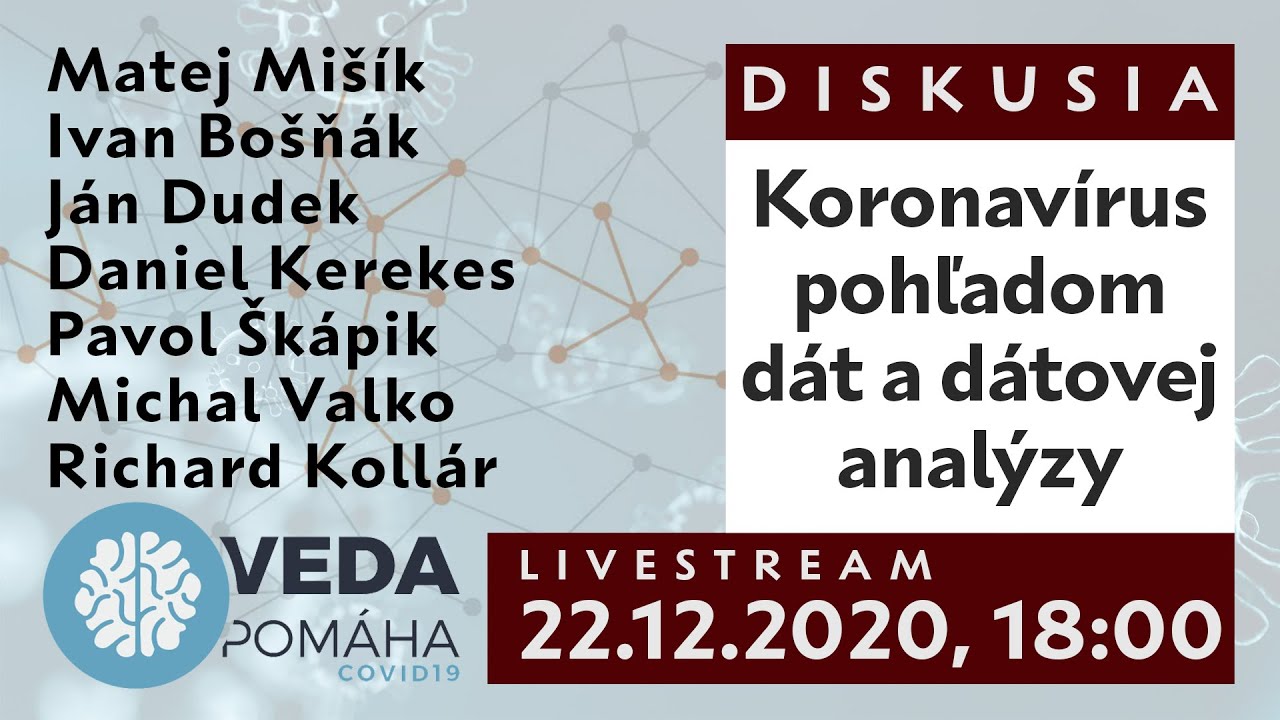 Matej Mišík
Ivan Bošňák
Ján Dudek
Daniel Kerekes
Pavol Škápik
Michal Valko
Richard Kollár
VEDA
POMÁHA
COVID19
DISKUSIA
Koronavírus
pohľadom
dát a dátovej
analýzy
LIVESTREAM
22.12.2020, 18:00